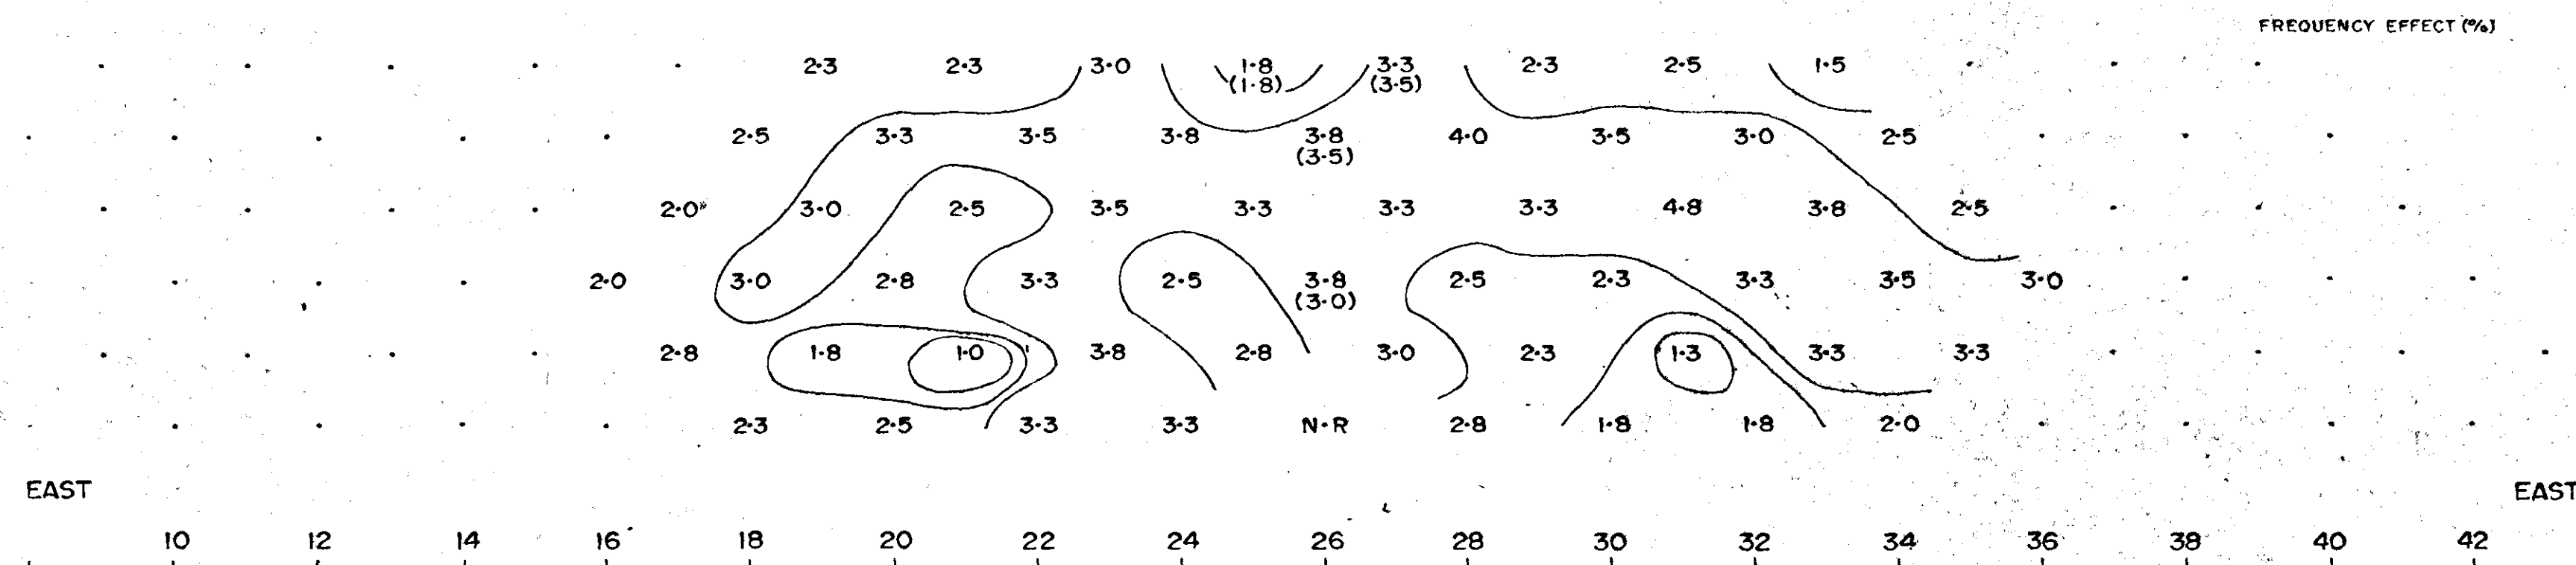 FREQUENCY EFFECT (%)
2·3 2·3 3·0 1·8 3·3 2·3 2·5 1·5
(1·8) (3·5)
2·5 3·3 3·5 3·8 3·8 4·0 3·5 3·0 2·5
(3·5)
2·0 3·0 2·5 3·5 3·3 3·3 3·3 4·8 3·8 2·5
2·0 3·0 2·8 3·3 2·5 3·8 2·5 2·3 3·3 3·5 3·0
(3·0)
2·8 1·8 1·0 3·8 2·8 3·0 2·3 1·3 3·3 3·3
2·3 2·5 3·3 3·3 N·R 2·8 1·8 1·8 2·0
EAST EAST
10 12 14 16 18 20 22 24 26 28 30 32 34 36 38 40 42